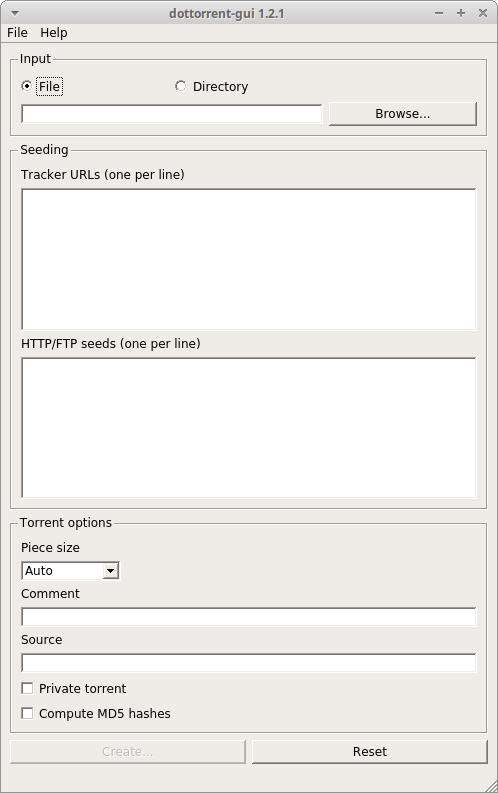 dottorrent-gui 1.2.1
File Help
Input
File Directory
Browse...
Seeding
Tracker URLs (one per line)
HTTP/FTP seeds (one per line)
Torrent options
Piece size
Auto
Comment
Source
Private torrent
Compute MD5 hashes
Create... Reset